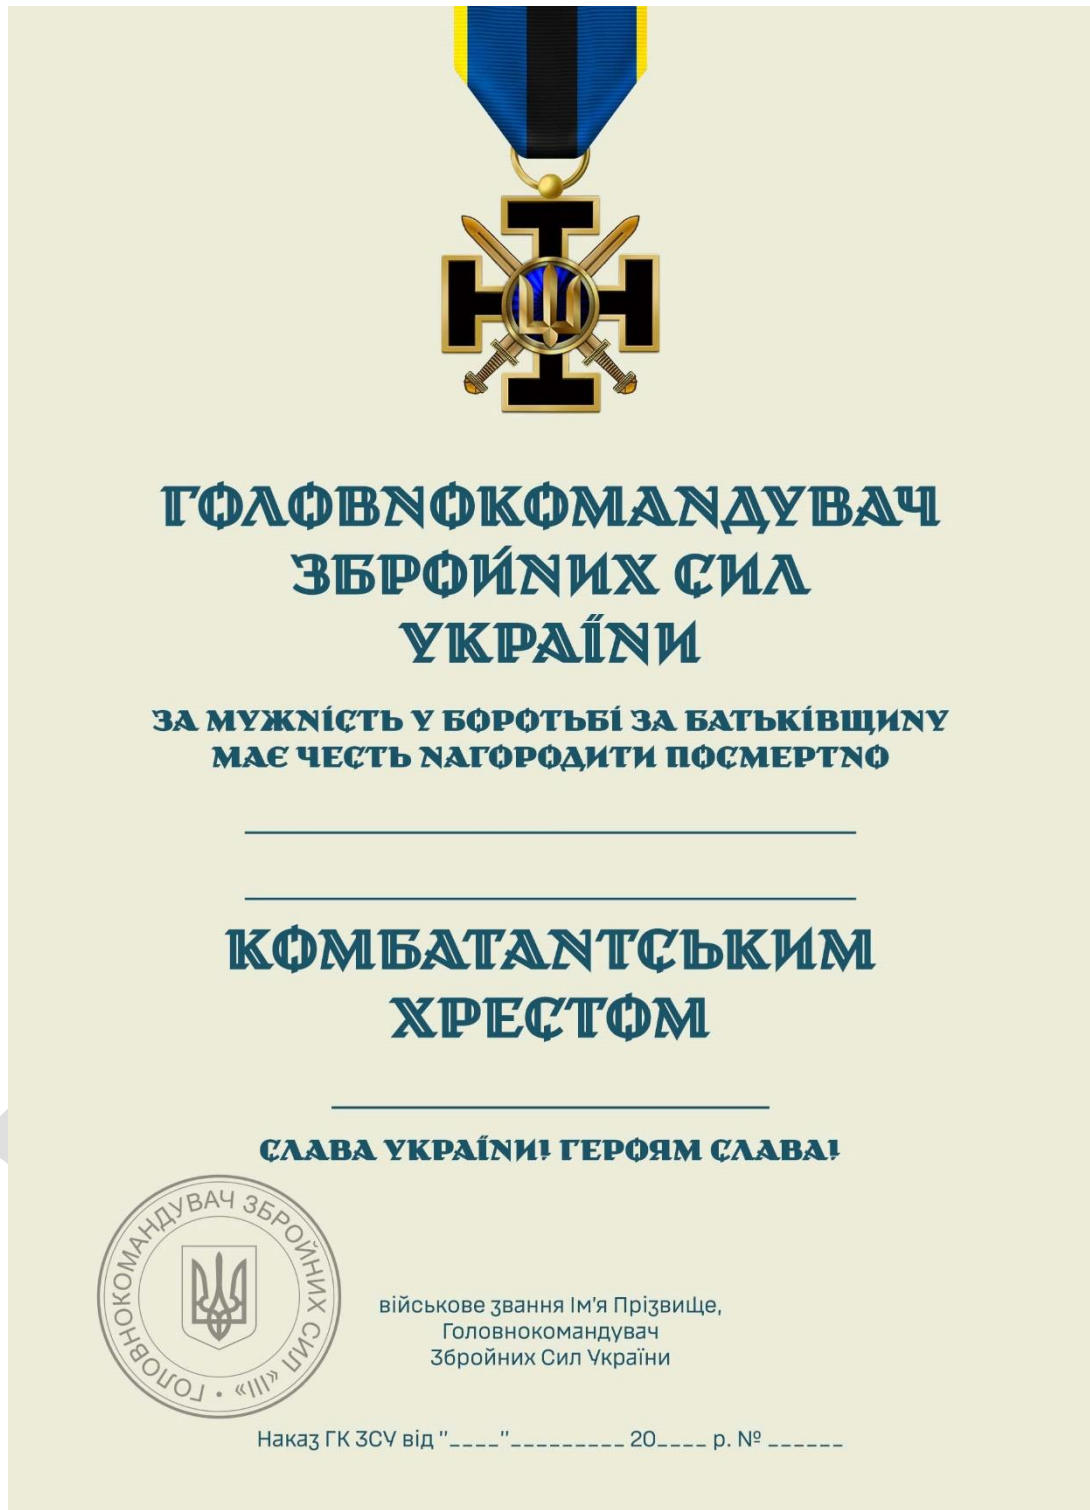 ГОЛОВНОКОМАНДУВАЧ
ЗБРОЙНИХ СИЛ
УКРАЇНИ
ЗА МУЖНІСТЬ У БОРОТЬБІ ЗА БАТЬКІВЩИНУ
МАЄ ЧЕСТЬ НАГОРОДИТИ ПОСМЕРТНО
КОМБАТАНТСЬКИМ
ХРЕСТОМ
СЛАВА УКРАЇНИ! ГЕРОЯМ СЛАВА!
ГОЛОВНОКОМАНДУВАЧ ЗБРОЙНИХ СИЛ «ІІІ» •
військове звання Ім'я Прізвище,
Головнокомандувач
Збройних Сил України
Наказ ГК ЗСУ від "____"_________ 20____ р. № ______